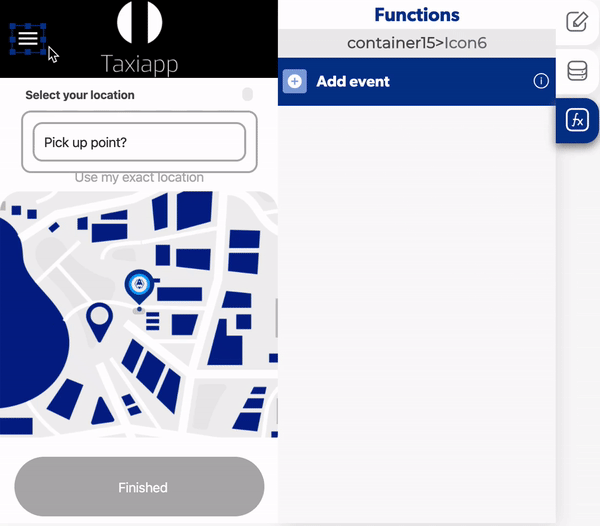 Taxiapp
Select your location
Pick up point?
Use my exact location
Finished
Functions
container15>Icon6
Add event
fx